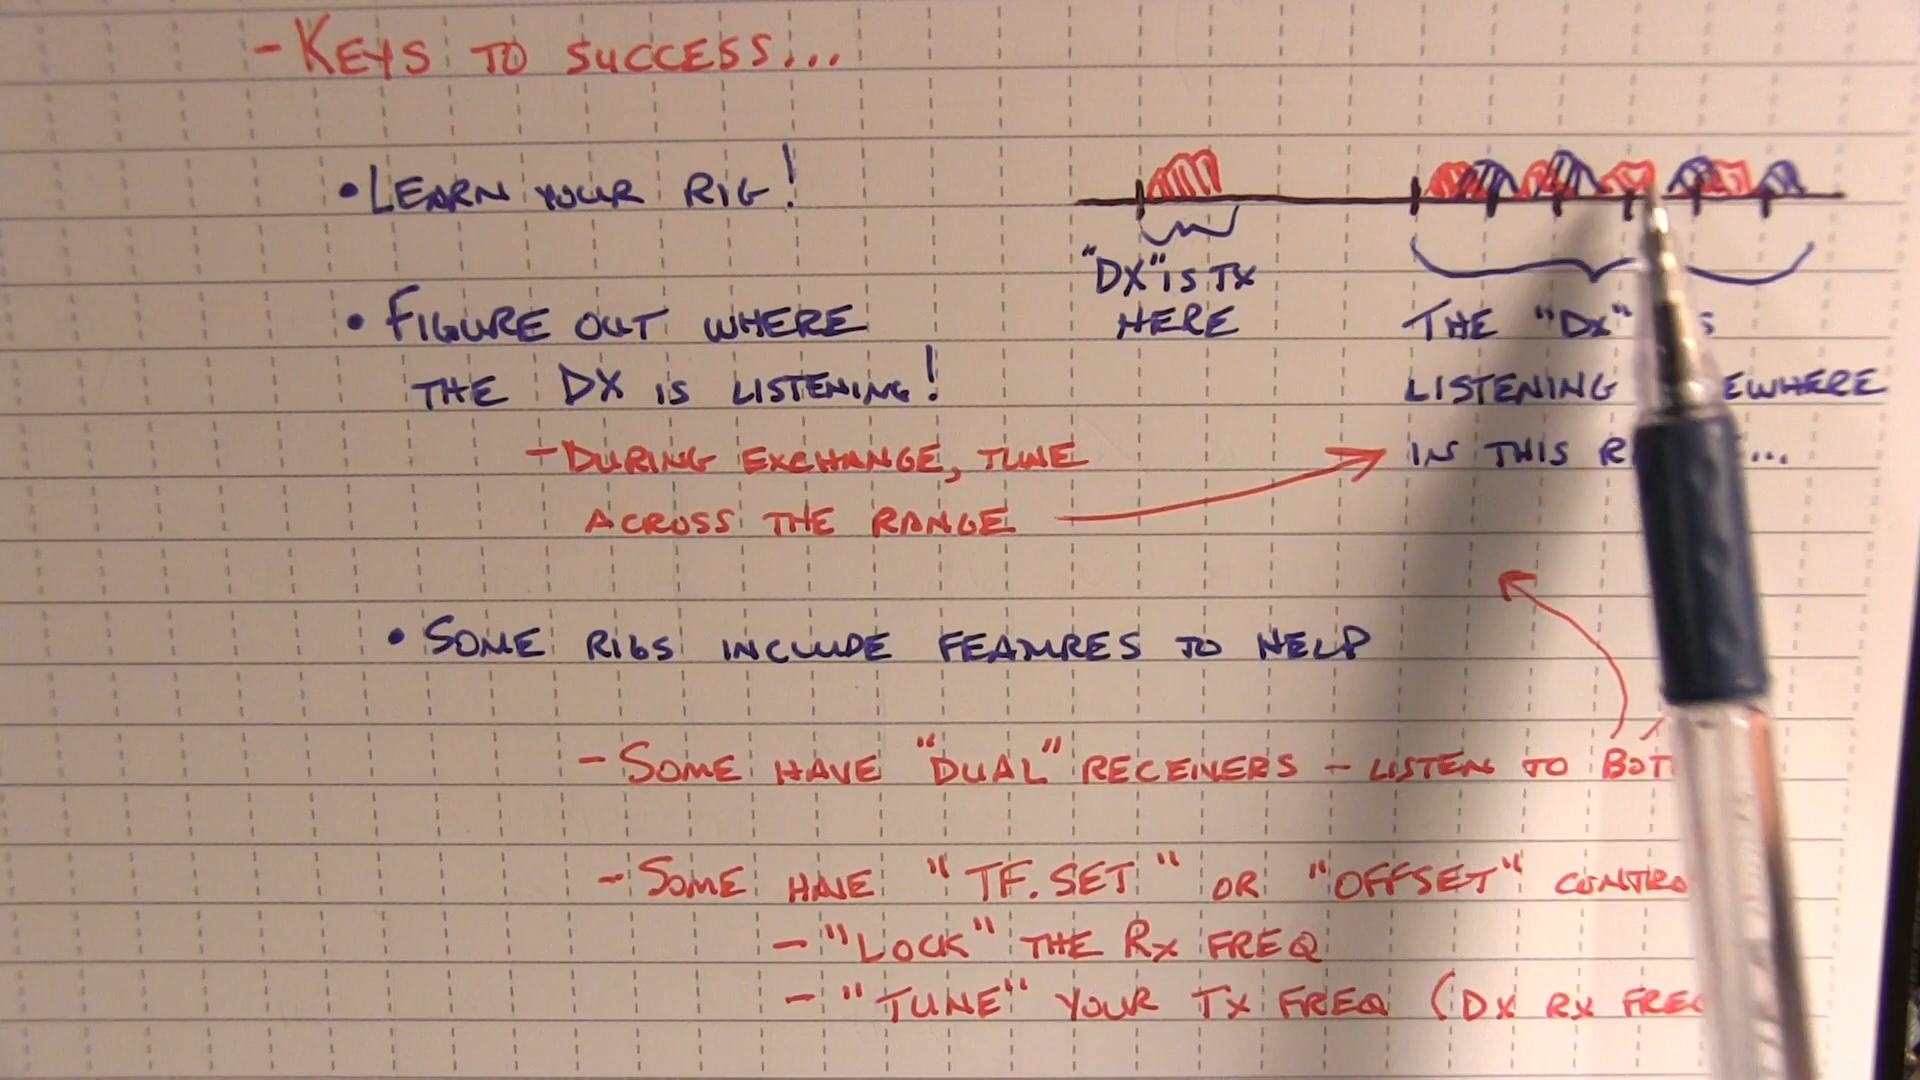 - KEYS TO SUCCESS...
• LEARN YOUR RIG!
"DX" IS TX
HERE
• FIGURE OUT WHERE
THE DX IS LISTENING!
THE "DX"
LISTENING
IN THIS
- DURING EXCHANGE, TUNE
ACROSS THE RANGE
• SOME RIGS INCLUDE FEATURES TO HELP
- SOME HAVE "DUAL" RECEIVERS - LISTEN TO
- SOME HAVE "TF.SET" OR "OFFSET"
- "LOCK" THE RX FREQ
- "TUNE" YOUR TX FREQ (DX RX